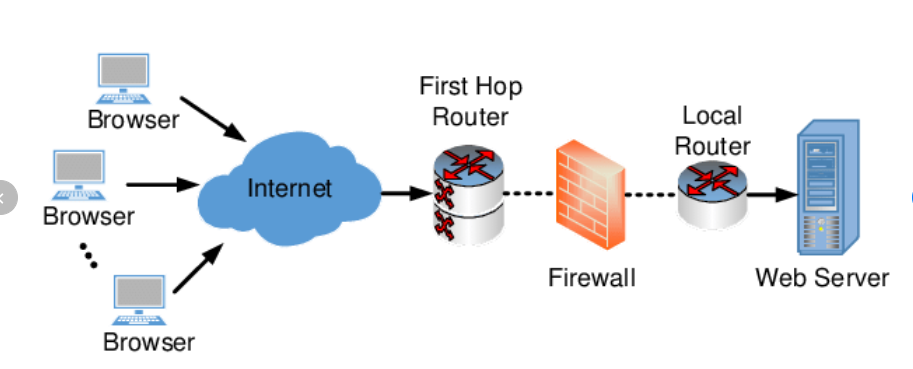 Browser
Browser
Browser
Internet
First Hop
Router
Firewall
Local
Router
Web Server